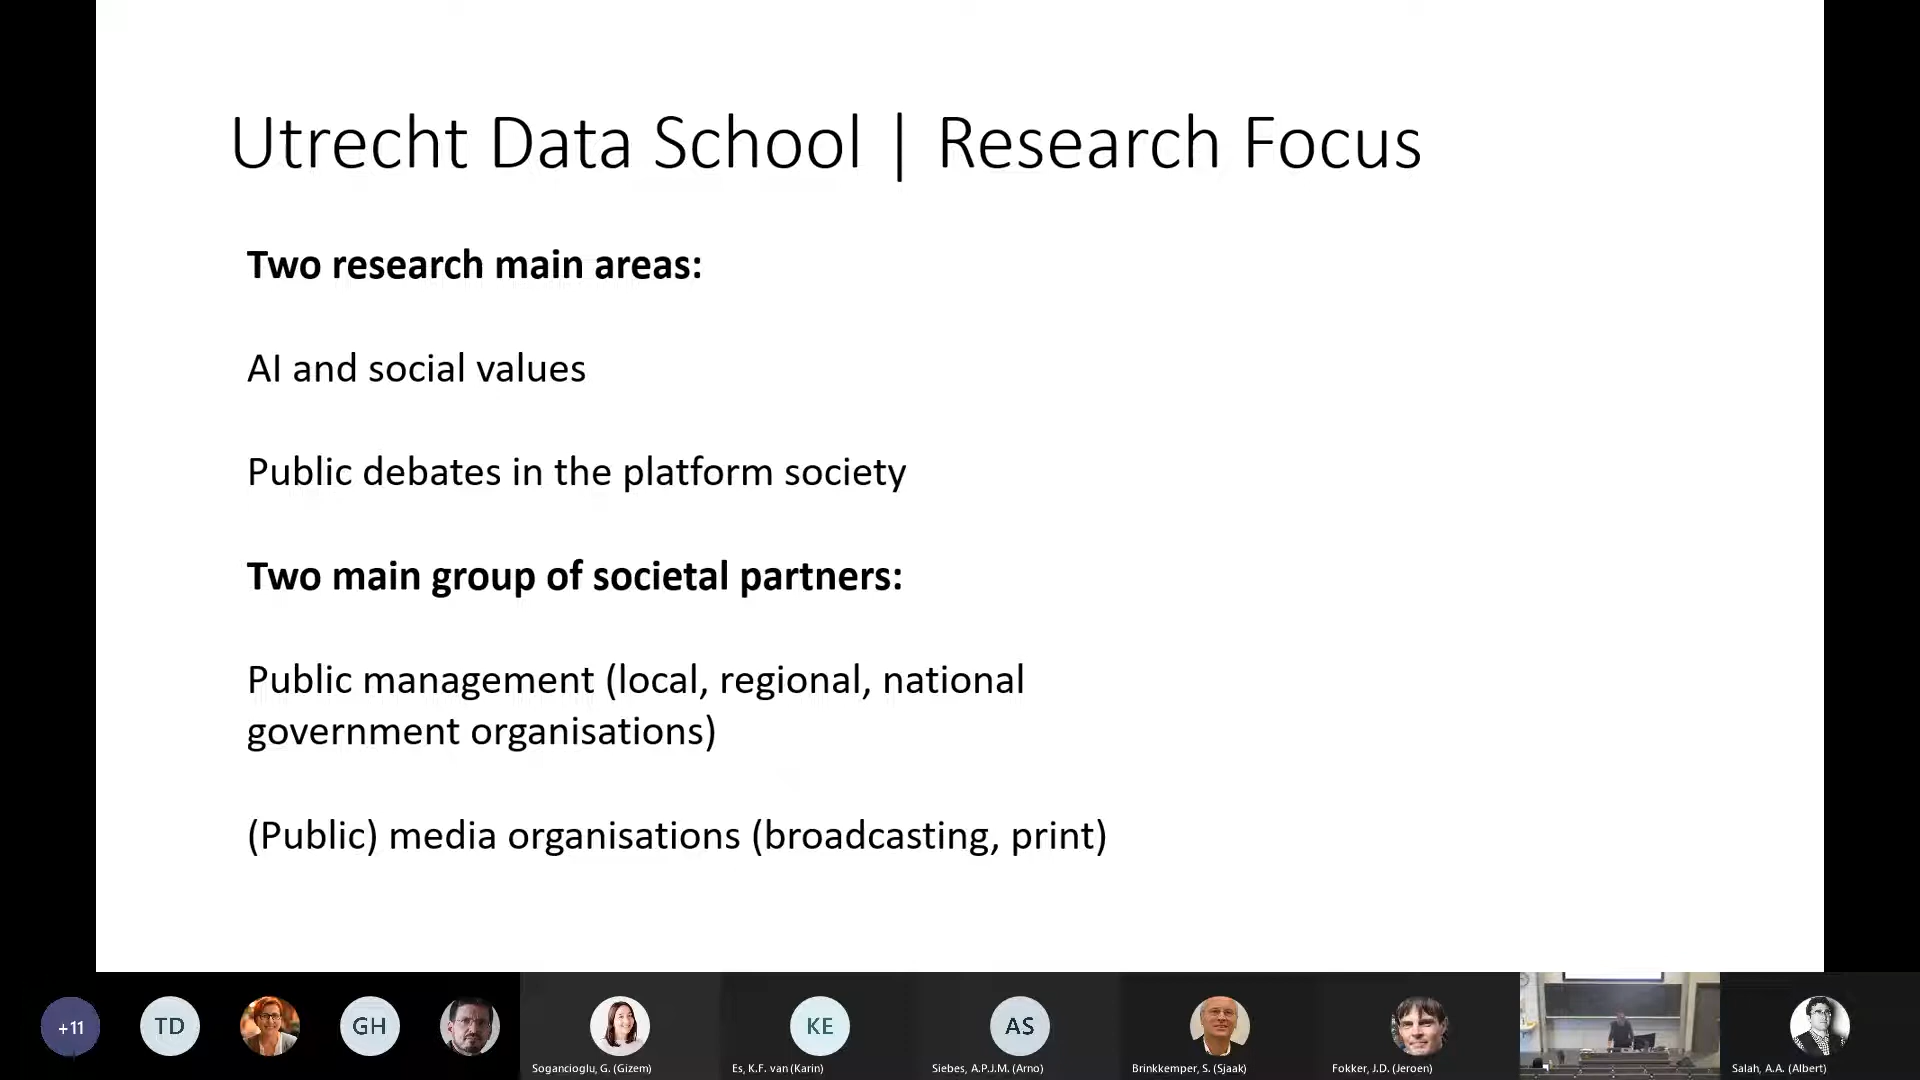 Utrecht Data School | Research Focus
Two research main areas:
AI and social values
Public debates in the platform society
Two main group of societal partners:
Public management (local, regional, national
government organisations)
(Public) media organisations (broadcasting, print)
+11
TD
GH
KE
AS
Sogancioglu, G. (Gizem)
Es, K.F. van (Karin)
Siebes, A.P.J.M. (Arno)
Brinkkemper, S. (Sjaak)
Fokker, J.D. (Jeroen)
Salah, A.A. (Albert)